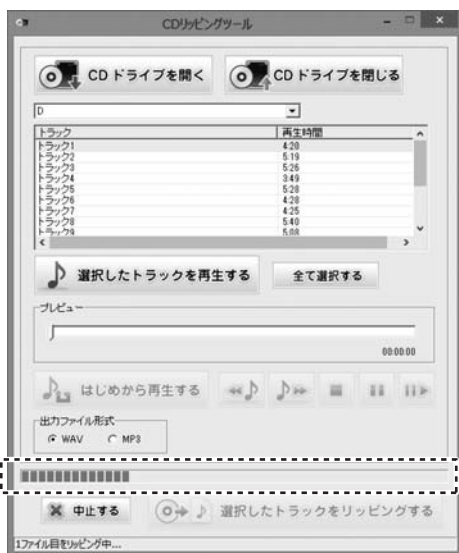 CDリッピングツール
CD ドライブを開く CD ドライブを閉じる
D
トラック 再生時間
トラック1 4:28
トラック2 5:19
トラック3 5:26
トラック4 3:49
トラック5 5:28
トラック6 4:28
トラック7 4:25
トラック8 5:40
トラック9 5:08
選択したトラックを再生する 全て選択する
プレビュー
00:00:00
はじめから再生する
出力ファイル形式
WAV MP3
中止する 選択したトラックをリッピングする
1ファイル目をリッピング中...